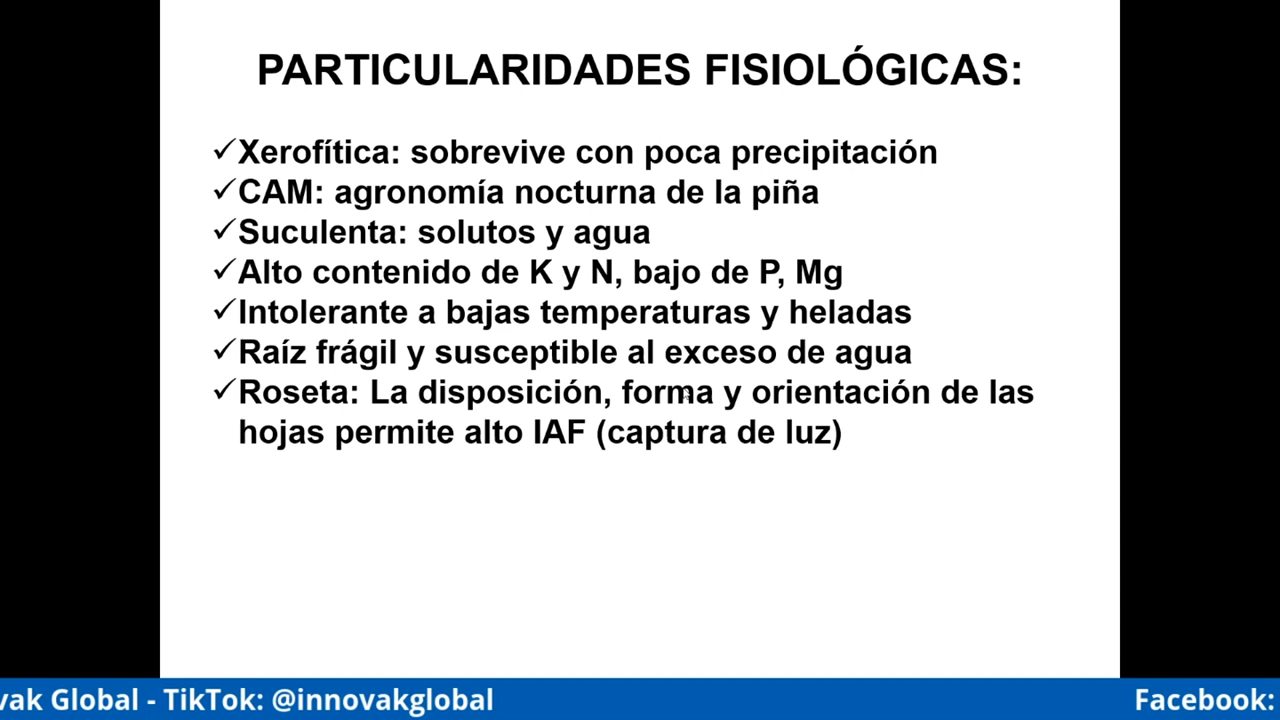 PARTICULARIDADES FISIOLÓGICAS:
✓Xerofítica: sobrevive con poca precipitación
✓CAM: agronomía nocturna de la piña
✓Suculenta: solutos y agua
✓Alto contenido de K y N, bajo de P, Mg
✓Intolerante a bajas temperaturas y heladas
✓Raíz frágil y susceptible al exceso de agua
✓Roseta: La disposición, forma y orientación de las
hojas permite alto IAF (captura de luz)
vak Global - TikTok: @innovakglobal Facebook: